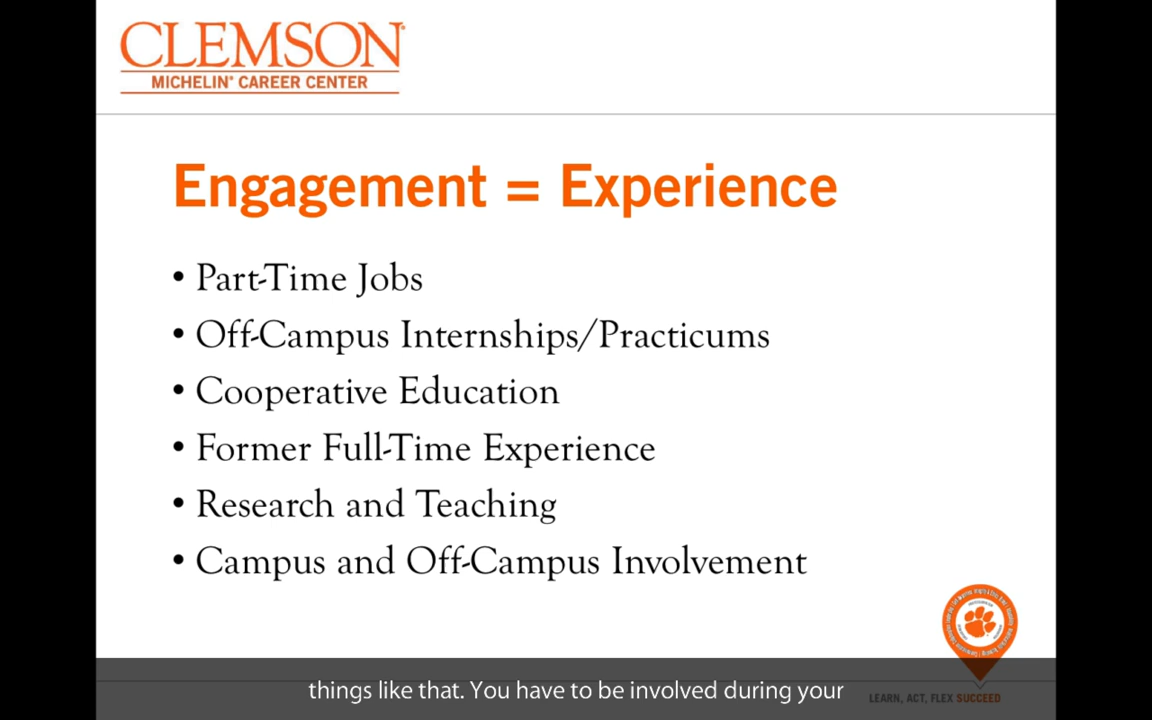 CLEMSON®
MICHELIN® CAREER CENTER
Engagement = Experience
• Part-Time Jobs
• Off-Campus Internships/Practicums
• Cooperative Education
• Former Full-Time Experience
• Research and Teaching
• Campus and Off-Campus Involvement
things like that. You have to be involved during your
LEARN, ACT, FLEX SUCCEED